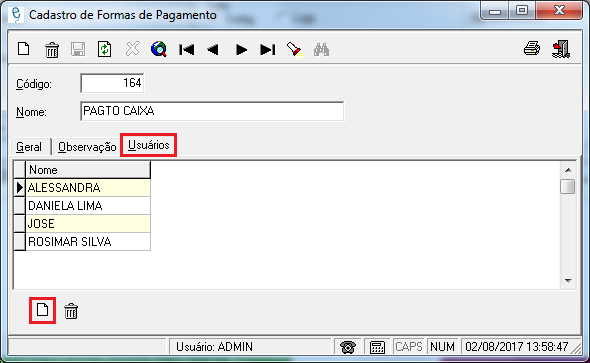 Cadastro de Formas de Pagamento
Código: 164
Nome: PAGTO CAIXA
Geral Observação Usuários
Nome
ALESSANDRA
DANIELA LIMA
JOSE
ROSIMAR SILVA
Usuário: ADMIN CAPS NUM 02/08/2017 13:58:47